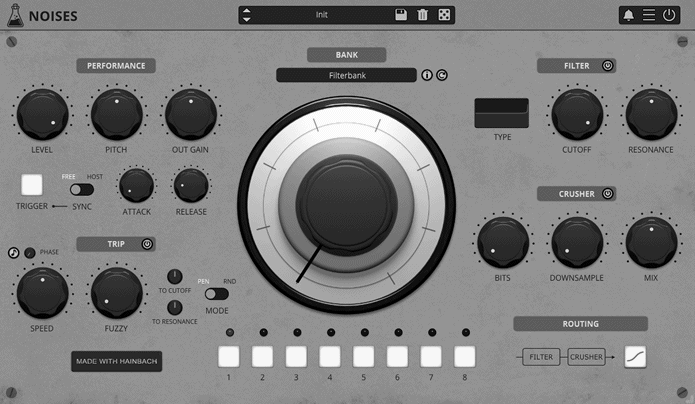 NOISES
Init
PERFORMANCE
BANK
FILTER
Filterbank
LEVEL
PITCH
OUT GAIN
TYPE
CUTOFF
RESONANCE
FREE
HOST
TRIGGER
SYNC
ATTACK
RELEASE
CRUSHER
TRIP
PHASE
PEN
RND
TO CUTOFF
MODE
TO RESONANCE
SPEED
FUZZY
BITS
DOWNSAMPLE
MIX
ROUTING
MADE WITH HAINBACH
FILTER
CRUSHER
1 2 3 4 5 6 7 8